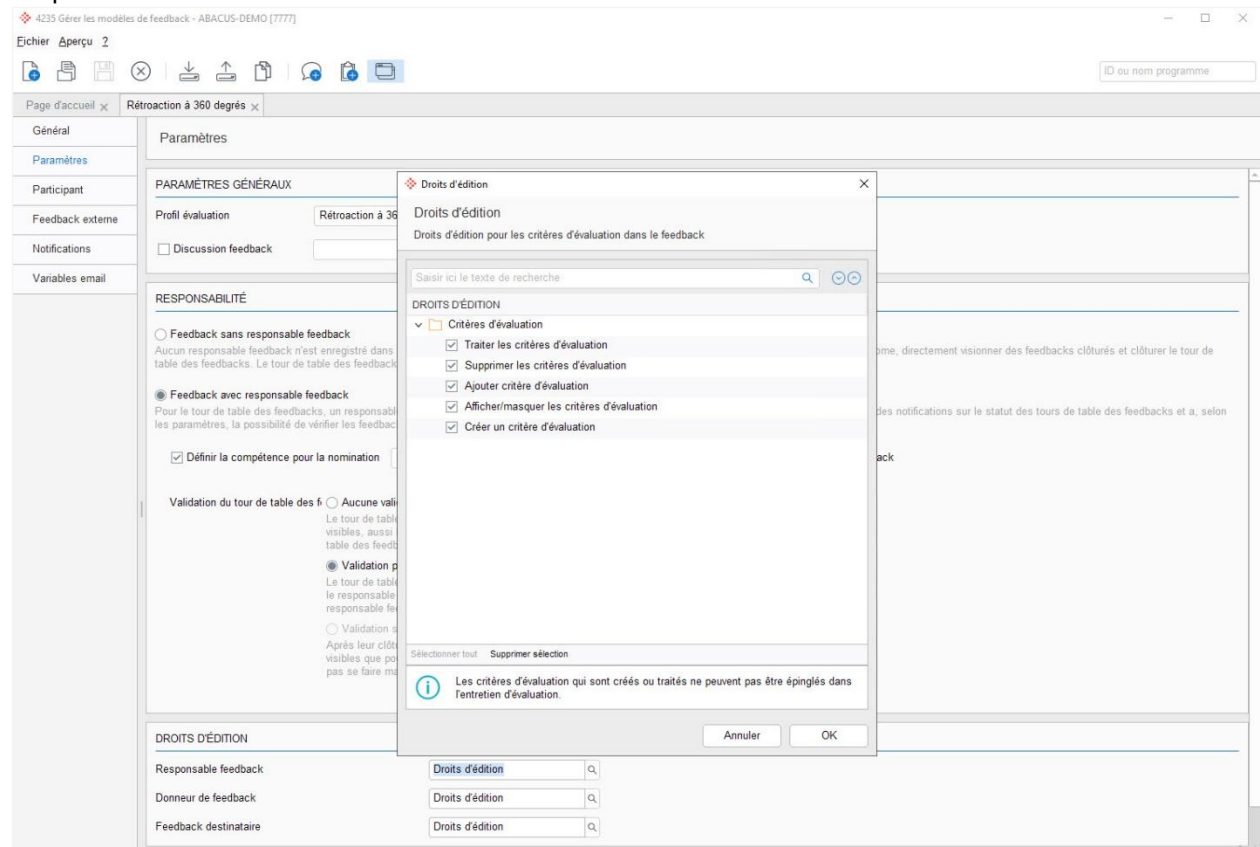 4235 Gérer les modèles de feedback - ABACUS-DEMO [7777]
Eichier Aperçu ?
ID ou nom programme
Page d'accueil
Rétroaction à 360 degrés
Général
Paramètres
Participant
Feedback externe
Notifications
Variables email
Paramètres
PARAMÈTRES GÉNÉRAUX
Profil évaluation
Rétroaction à 36
Discussion feedback
RESPONSABILITÉ
Feedback sans responsable feedback
Aucun responsable feedback n'est enregistré dans
ome, directement visionner des feedbacks clôturés et clôturer le tour de
table des feedbacks. Le tour de table des feedback
Feedback avec responsable feedback
Pour le tour de table des feedbacks, un responsabl
des notifications sur le statut des tours de table des feedbacks et a, selon
les paramètres, la possibilité de vérifier les feedbac
Définir la compétence pour la nomination
ack
Validation du tour de table des f
Aucune vali
Le tour de table
visibles, aussi
table des feedb
Validation p
Le tour de table
le responsable
responsable fe
Validation s
Après leur clôt
visibles que po
pas se faire ma
DROITS D'ÉDITION
Responsable feedback
Droits d'édition
Donneur de feedback
Droits d'édition
Feedback destinataire
Droits d'édition
Droits d'édition
Droits d'édition
Droits d'édition pour les critères d'évaluation dans le feedback
Saisir ici le texte de recherche
DROITS D'ÉDITION
Critères d'évaluation
Traiter les critères d'évaluation
Supprimer les critères d'évaluation
Ajouter critère d'évaluation
Afficher/masquer les critères d'évaluation
Créer un critère d'évaluation
Sélectionner tout Supprimer sélection
Les critères d'évaluation qui sont créés ou traités ne peuvent pas être épinglés dans
l'entretien d'évaluation.
Annuler
OK